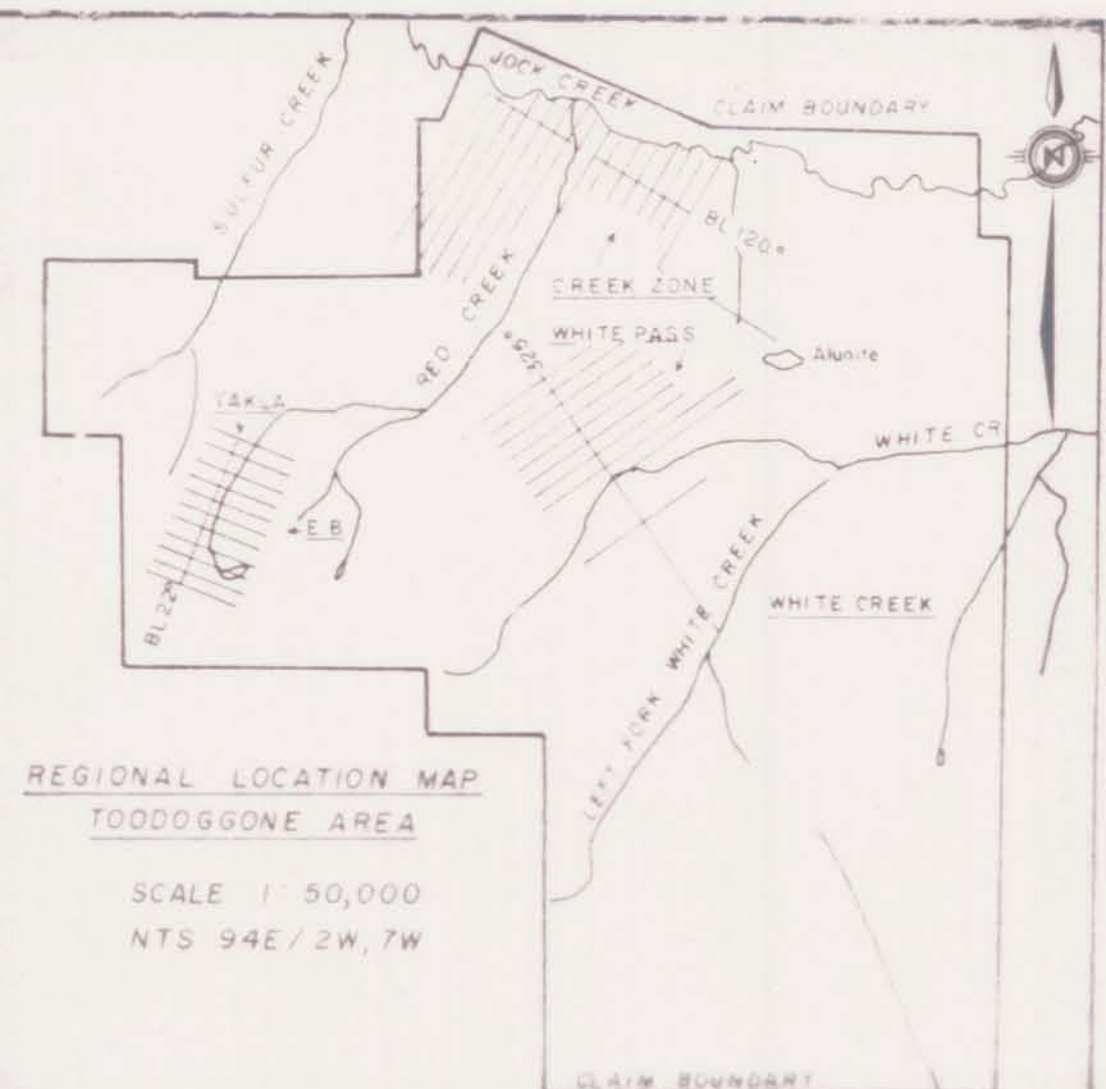 JOCK CREEK
CLAIM BOUNDARY
SULFUR CREEK
N
BL 120°
RED CREEK
CREEK ZONE
WHITE PASS
325°
Alunite
YAKLA
WHITE CR
E.B
BL 22°
LEFT FORK WHITE CREEK
WHITE CREEK
REGIONAL LOCATION MAP
TOODOGGONE AREA
SCALE 1:50,000
NTS 94E/2W, 7W
CLAIM BOUNDARY